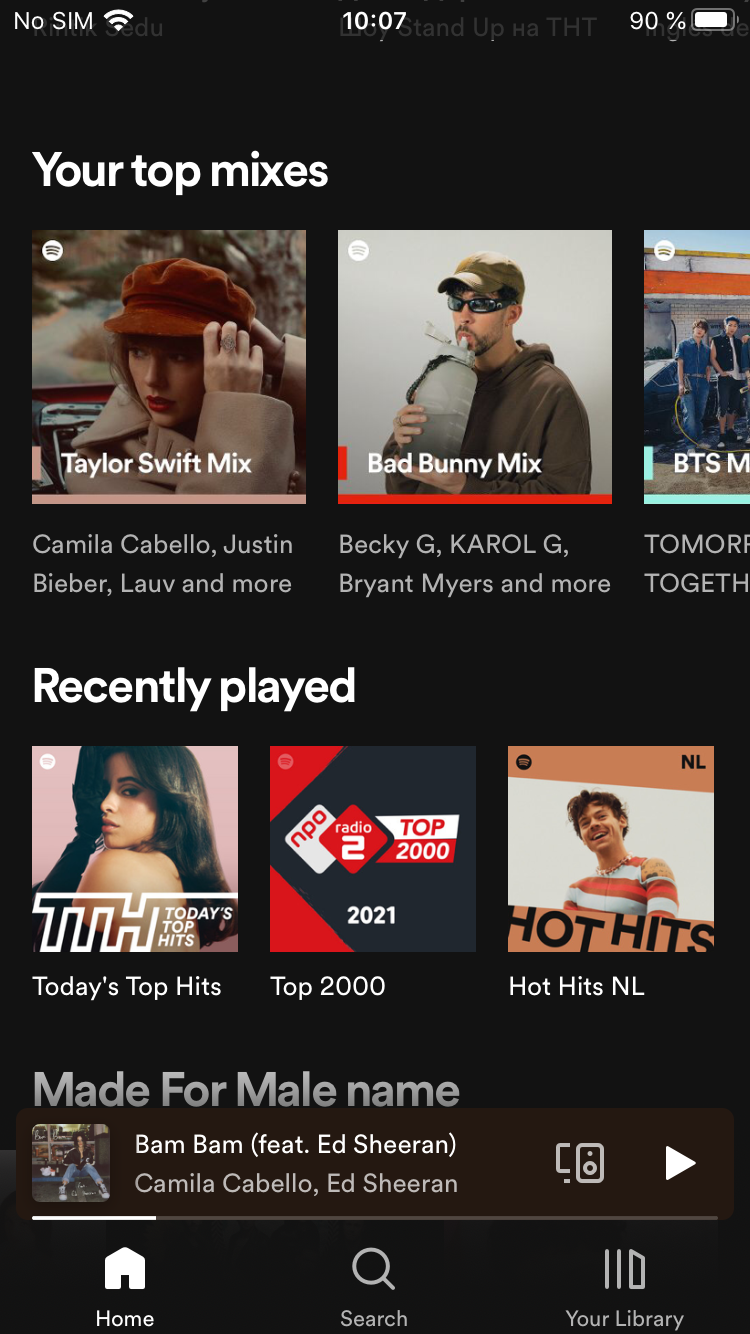 No SIM 10:07 90 %
Rintik Sedu Шоу Stand Up на ТНТ Inglés de
Your top mixes
Taylor Swift Mix
Bad Bunny Mix
BTS M
Camila Cabello, Justin
Bieber, Lauv and more
Becky G, KAROL G,
Bryant Myers and more
TOMORR
TOGETH
Recently played
TTH TODAY'S
TOP
HITS
npo
radio
2
TOP
2000
2021
NL
HOT HITS
Today's Top Hits
Top 2000
Hot Hits NL
Made For Male name
Bam Bam (feat. Ed Sheeran)
Camila Cabello, Ed Sheeran
Home
Search
Your Library